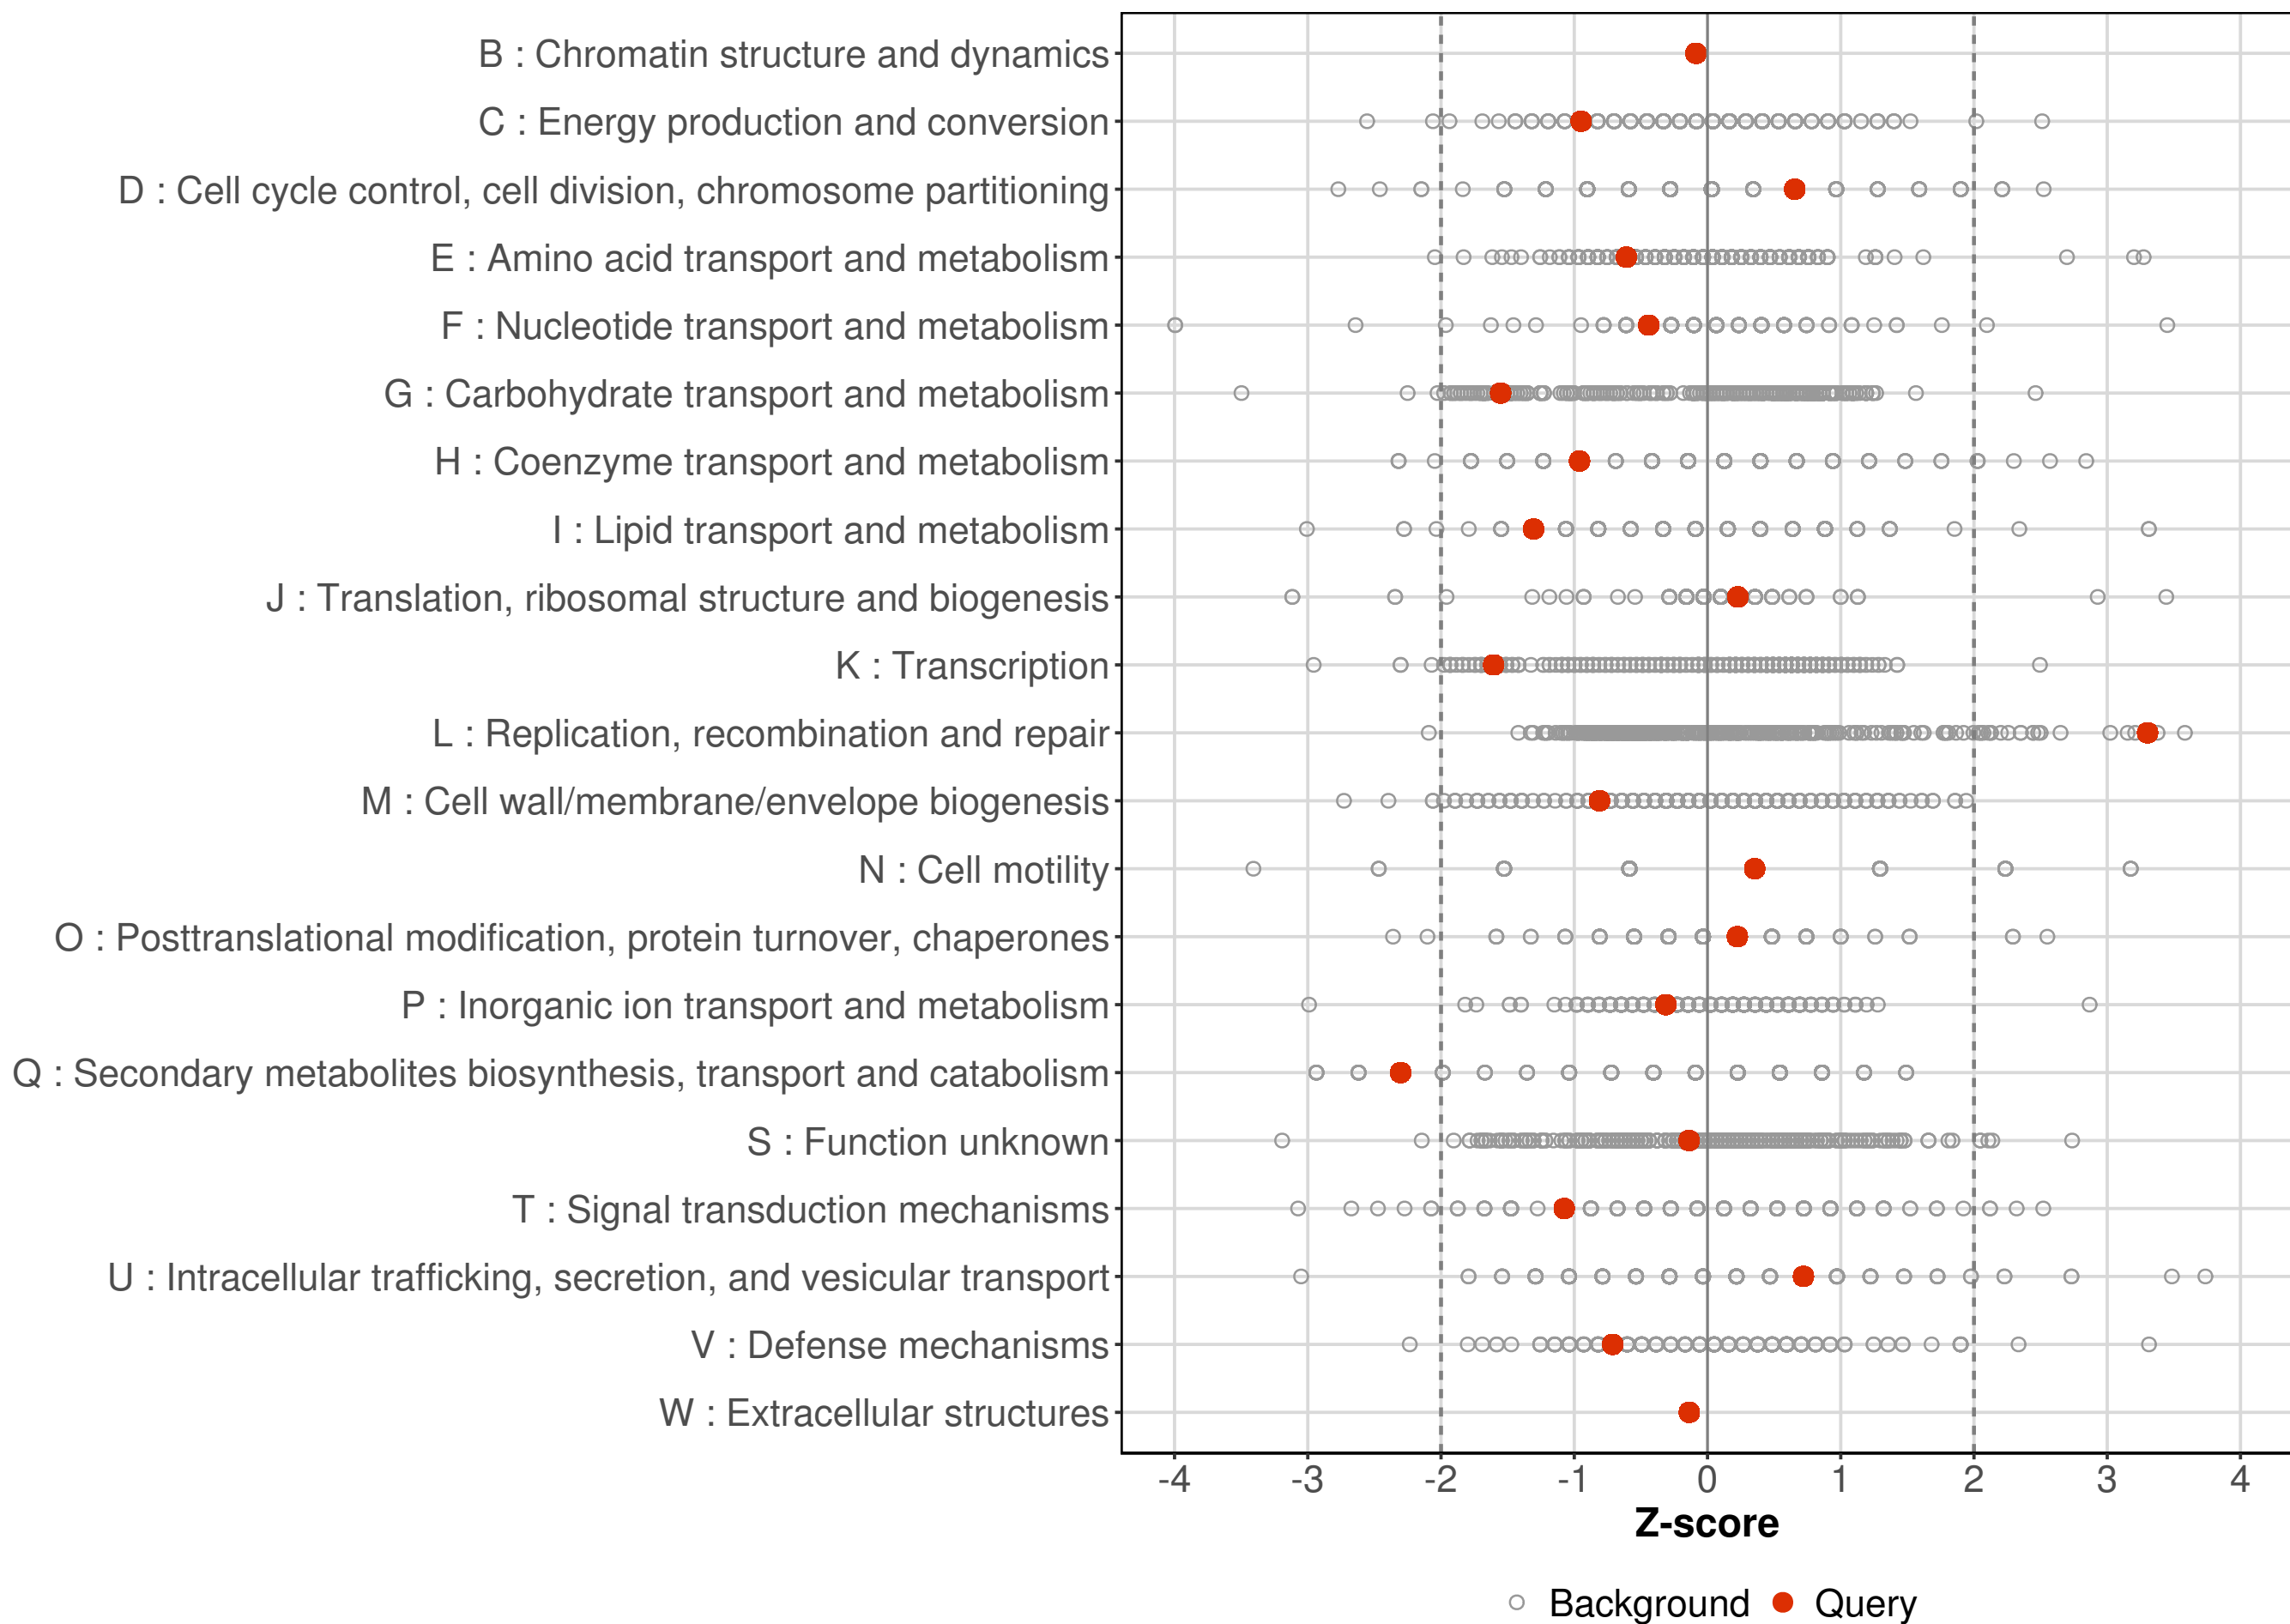 B : Chromatin structure and dynamics
C : Energy production and conversion
D : Cell cycle control, cell division, chromosome partitioning
E : Amino acid transport and metabolism
F : Nucleotide transport and metabolism
G : Carbohydrate transport and metabolism
H : Coenzyme transport and metabolism
I : Lipid transport and metabolism
J : Translation, ribosomal structure and biogenesis
K : Transcription
L : Replication, recombination and repair
M : Cell wall/membrane/envelope biogenesis
N : Cell motility
O : Posttranslational modification, protein turnover, chaperones
P : Inorganic ion transport and metabolism
Q : Secondary metabolites biosynthesis, transport and catabolism
S : Function unknown
T : Signal transduction mechanisms
U : Intracellular trafficking, secretion, and vesicular transport
V : Defense mechanisms
W : Extracellular structures
-4 -3 -2 -1 0 1 2 3 4
Z-score
Background Query